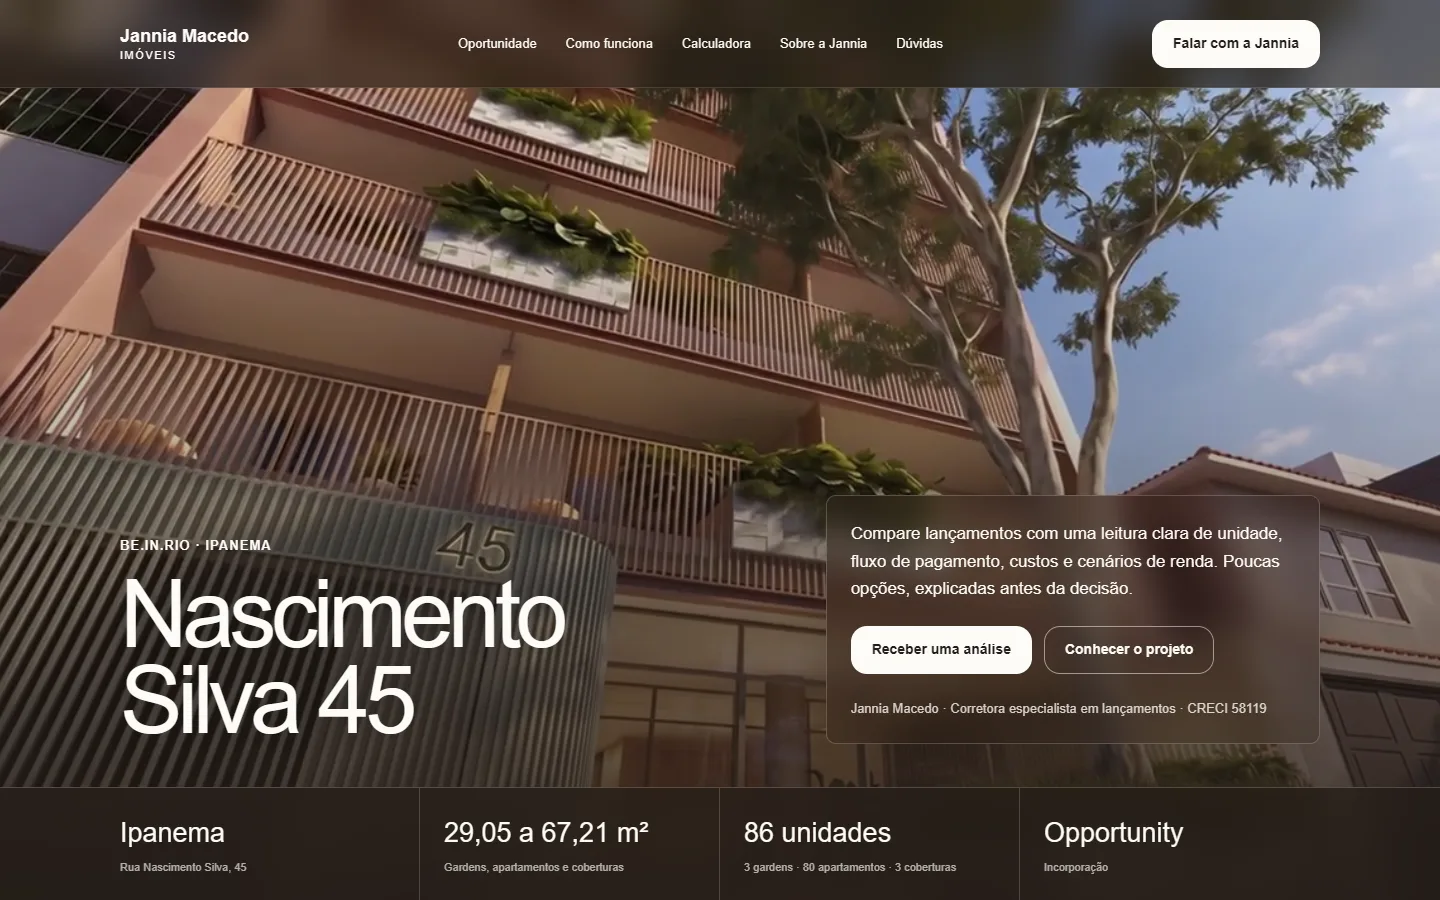 Jannia Macedo
IMÓVEIS
Oportunidade
Como funciona
Calculadora
Sobre a Jannia
Dúvidas
Falar com a Jannia
45
BE.IN.RIO · IPANEMA
Nascimento
Silva 45
Compare lançamentos com uma leitura clara de unidade,
fluxo de pagamento, custos e cenários de renda. Poucas
opções, explicadas antes da decisão.
Receber uma análise
Conhecer o projeto
Jannia Macedo · Corretora especialista em lançamentos · CRECI 58119
Ipanema
Rua Nascimento Silva, 45
29,05 a 67,21 m²
Gardens, apartamentos e coberturas
86 unidades
3 gardens · 80 apartamentos · 3 coberturas
Opportunity
Incorporação